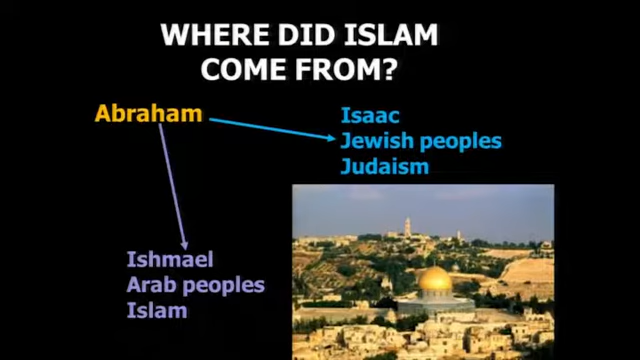 WHERE DID ISLAM
COME FROM?
Abraham
Isaac
Jewish peoples
Judaism
Ishmael
Arab peoples
Islam